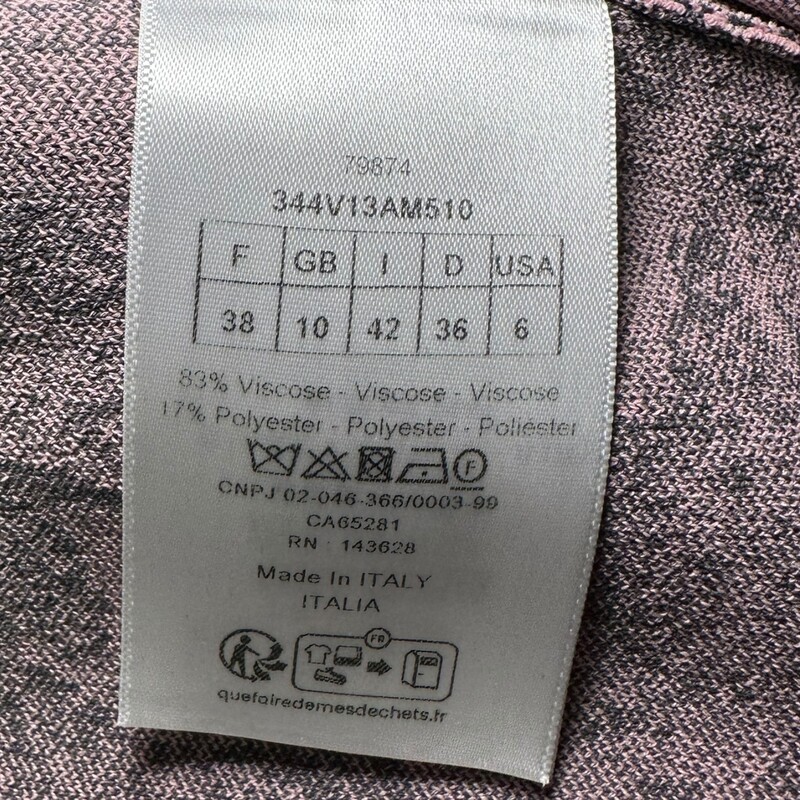 79874
344V13AM510
F GB I D USA
38 10 42 36 6
83% Viscose - Viscose - Viscose
17% Polyester - Polyester - Poliéster
F
CNPJ 02-046-366/0003-99
CA65281
RN : 143628
Made In ITALY
ITALIA
FR
quefairedemesdechets.fr